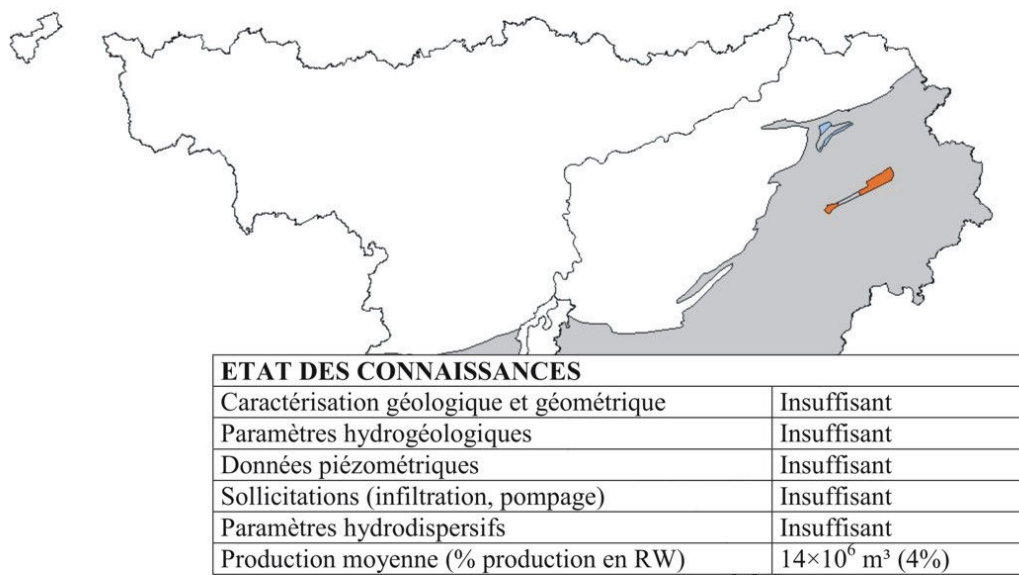 ETAT DES CONNAISSANCES
Caractérisation géologique et géométrique Insuffisant
Paramètres hydrogéologiques Insuffisant
Données piézométriques Insuffisant
Sollicitations (infiltration, pompage) Insuffisant
Paramètres hydrodispersifs Insuffisant
Production moyenne (% production en RW) 14×10⁶ m³ (4%)